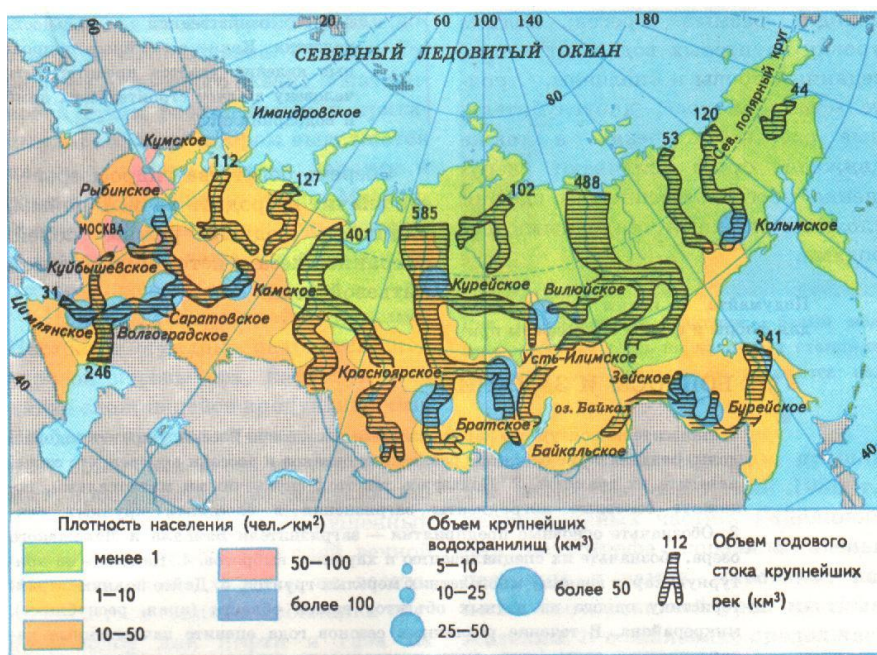 60
20
60
100
140
180
СЕВЕРНЫЙ ЛЕДОВИТЫЙ ОКЕАН
80
Сев. полярный круг
44
120
53
Имандровское
Кумское
112
127
102
488
Рыбинское
585
401
МОСКВА
Колымское
Куйбышевское
Камское
Курейское
Вилюйское
31
Цимлянское
Волгоградское
Саратовское
Усть-Илимское
341
Красноярское
Зейское
246
оз. Байкал
Бурейское
40
Братское
Байкальское
40
Плотность населения (чел./км²)
менее 1
1—10
10—50
50—100
более 100
Объем крупнейших
водохранилищ (км³)
5—10
10—25
25—50
более 50
112
Объем годового
стока крупнейших
рек (км³)